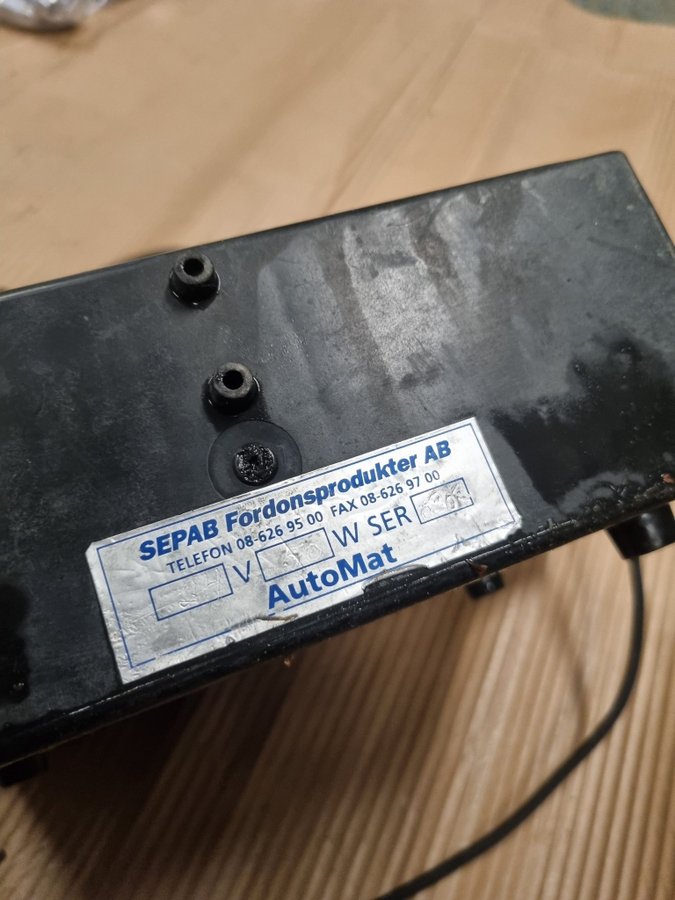 SEPAB Fordonsprodukter AB
TELEFON 08-626 95 00 FAX 08-626 97 00
V W SER
AutoMat